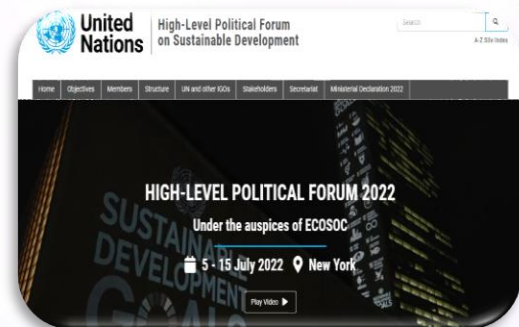 United
Nations
High-Level Political Forum
on Sustainable Development
Search
A-Z Site Index
Home Objectives Members Structure UN and other IGOs Stakeholders Secretariat Ministerial Declaration 2022
HIGH-LEVEL POLITICAL FORUM 2022
Under the auspices of ECOSOC
5 - 15 July 2022 New York
Play Video
SUSTAINABLE
DEVELOPMENT
GOALS